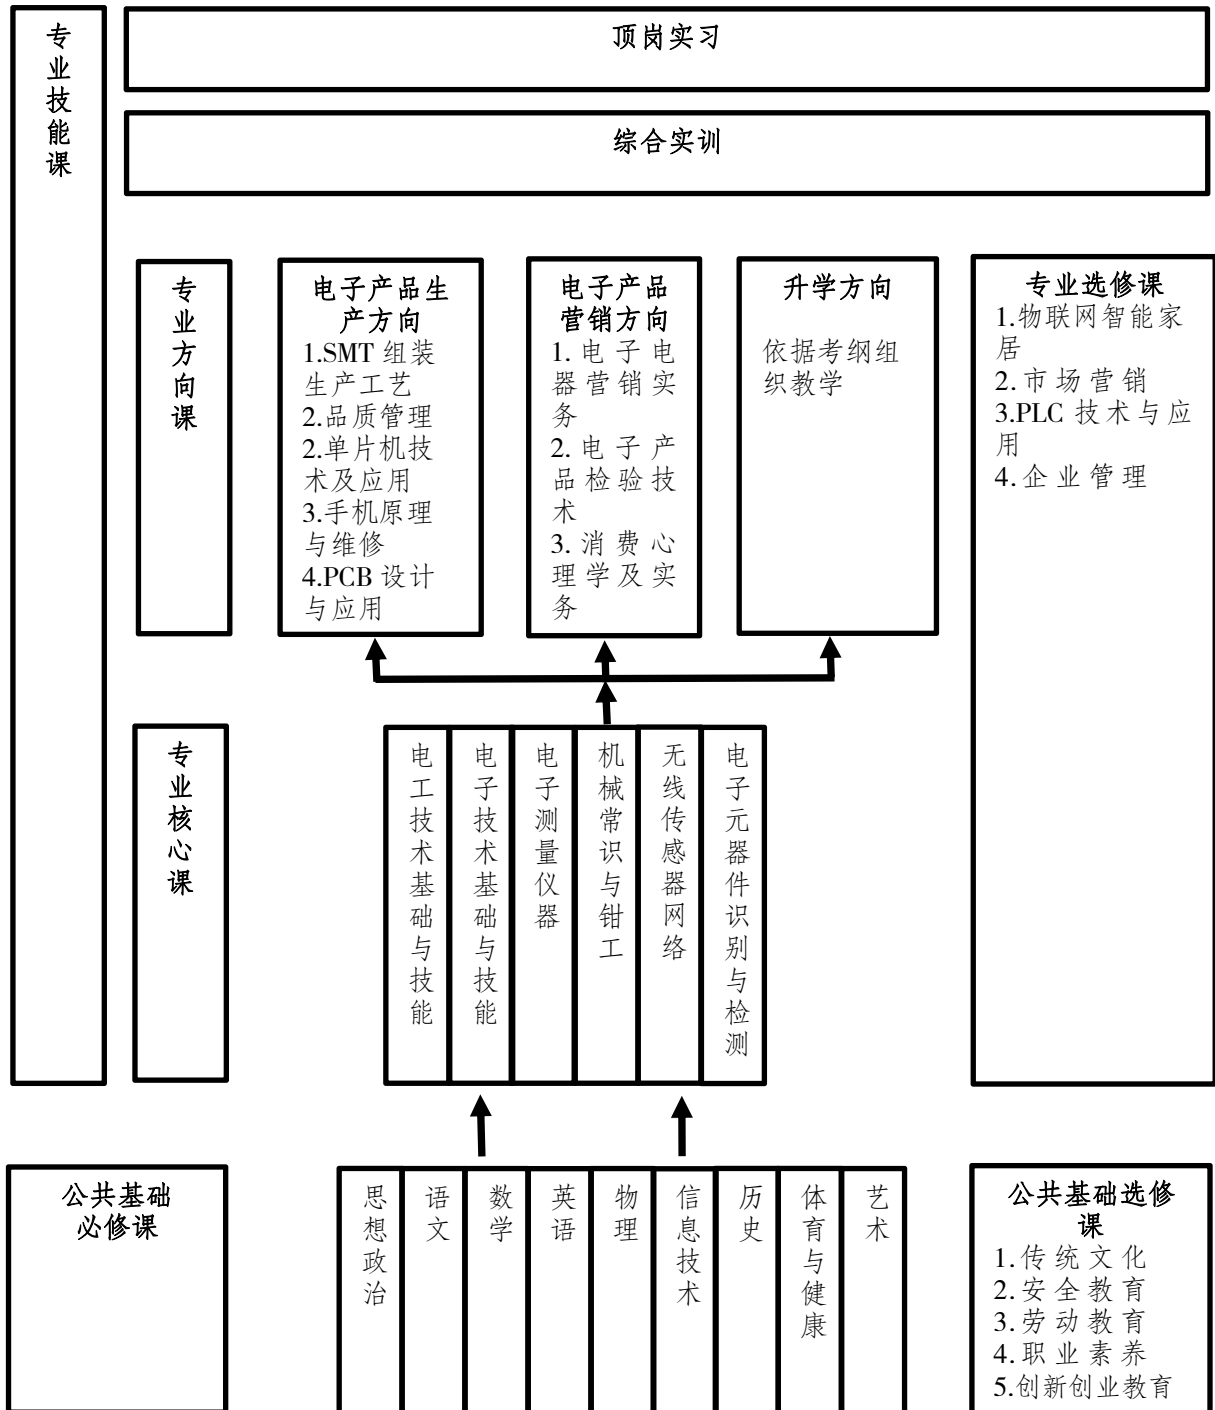 专业技能课
顶岗实习
综合实训
专业方向课
电子产品生
产方向
1.SMT 组装
生产工艺
2.品质管理
2.单片机技
术及应用
3.手机原理
与维修
4.PCB 设计
与应用
电子产品
营销方向
1.电子电
器营销实
务
2.电子产
品检验技
术
3.消费心
理学及实
务
升学方向
依据考纲组
织教学
专业选修课
1.物联网智能家
居
2.市场营销
3.PLC 技术与应
用
4.企业管理
专业核心课
电工技术基础与技能
电子技术基础与技能
电子测量仪器
机械常识与钳工
无线传感器网络
电子元器件识别与检测
公共基础
必修课
思想政治
语文
数学
英语
物理
信息技术
历史
体育与健康
艺术
公共基础选修
课
1.传统文化
2.安全教育
3.劳动教育
4.职业素养
5.创新创业教育